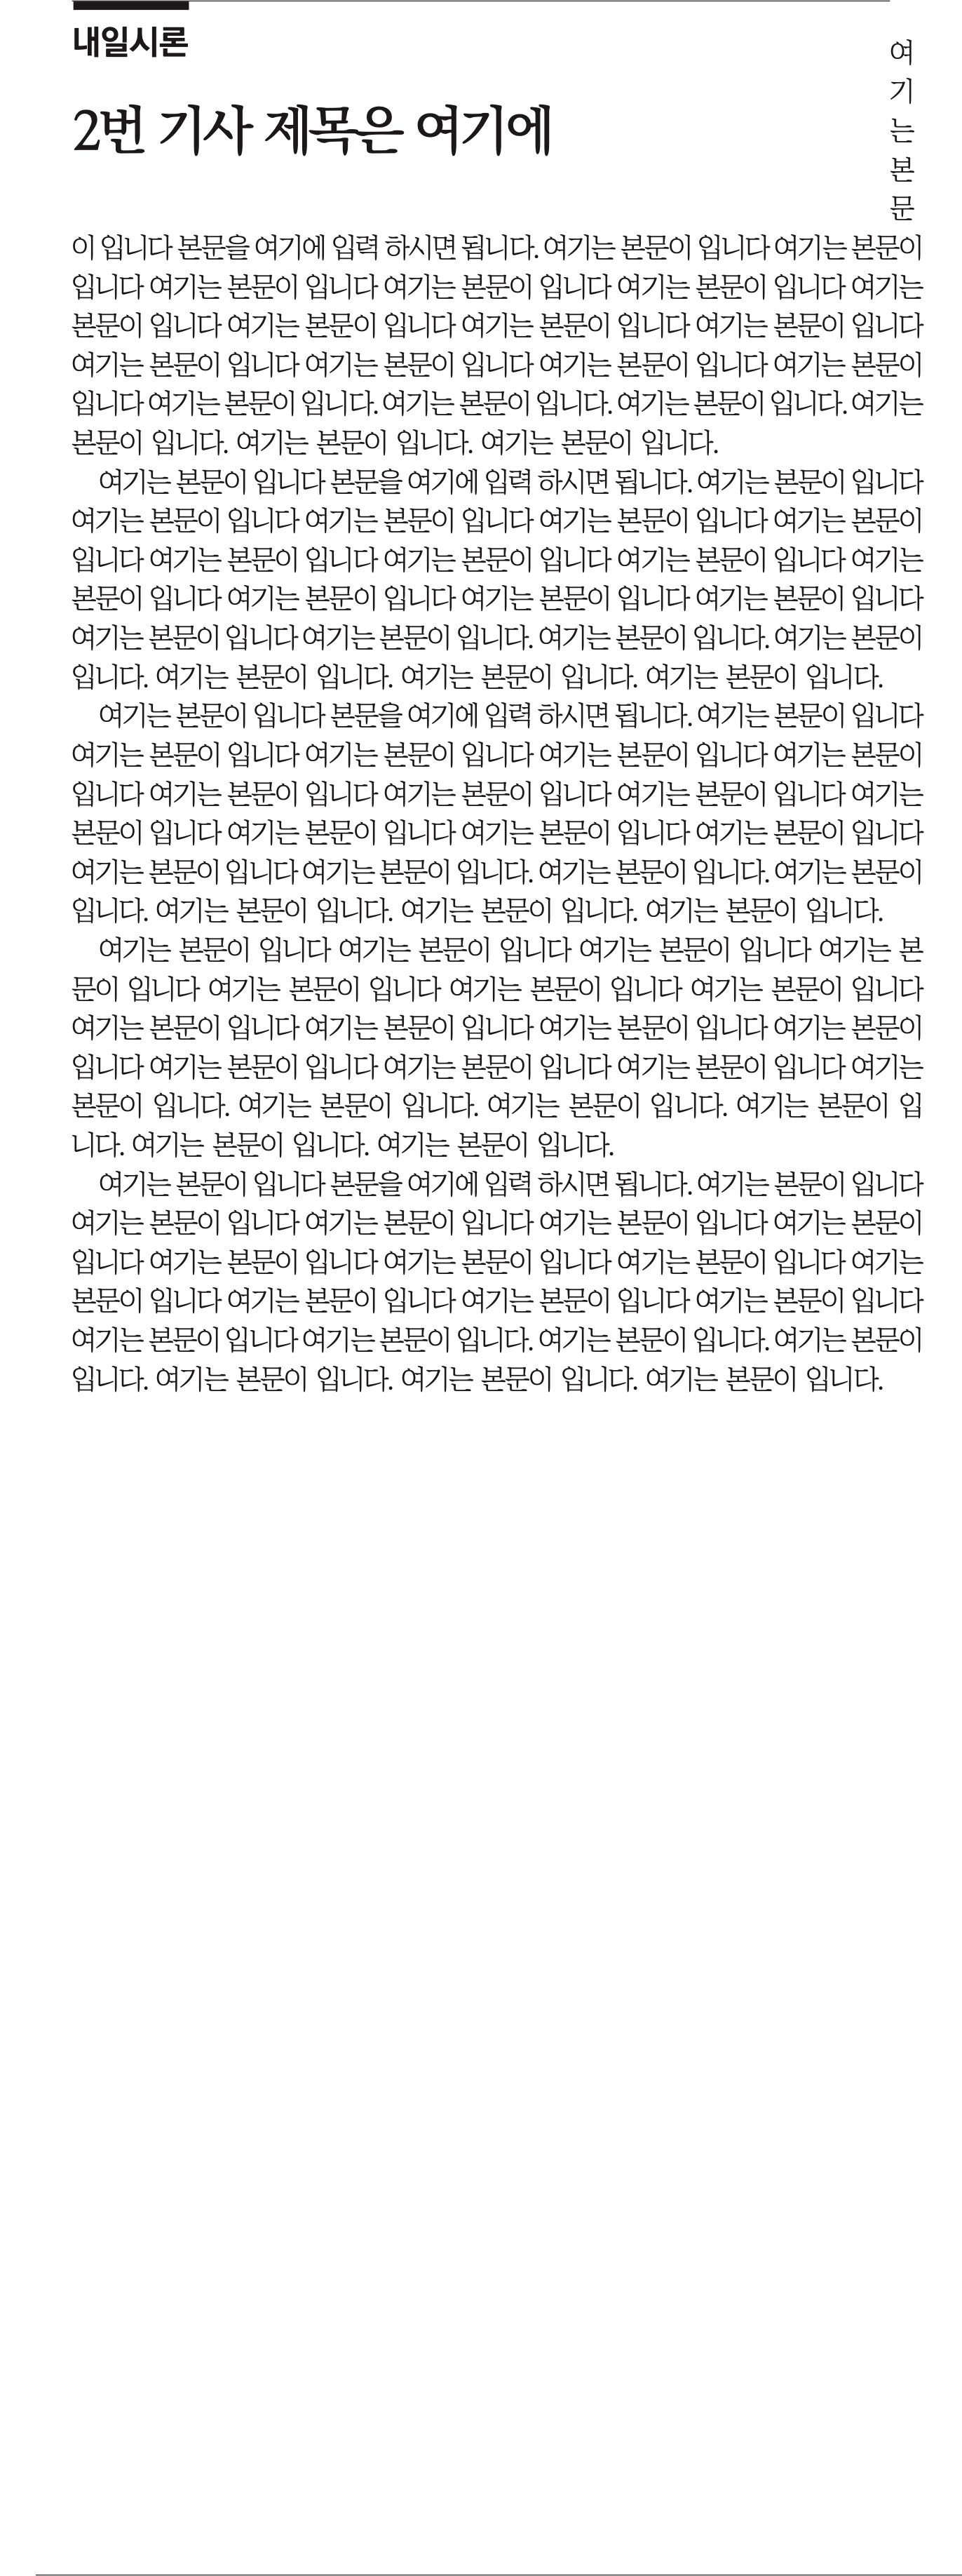 내일시론
2번 기사 제목은 여기에
여
기
는
본
문
이 입니다 본문을 여기에 입력 하시면 됩니다. 여기는 본문이 입니다 여기는 본문이
입니다 여기는 본문이 입니다 여기는 본문이 입니다 여기는 본문이 입니다 여기는
본문이 입니다 여기는 본문이 입니다 여기는 본문이 입니다 여기는 본문이 입니다
여기는 본문이 입니다 여기는 본문이 입니다 여기는 본문이 입니다 여기는 본문이
입니다 여기는 본문이 입니다. 여기는 본문이 입니다. 여기는 본문이 입니다. 여기는
본문이 입니다. 여기는 본문이 입니다. 여기는 본문이 입니다.
여기는 본문이 입니다 본문을 여기에 입력 하시면 됩니다. 여기는 본문이 입니다
여기는 본문이 입니다 여기는 본문이 입니다 여기는 본문이 입니다 여기는 본문이
입니다 여기는 본문이 입니다 여기는 본문이 입니다 여기는 본문이 입니다 여기는
본문이 입니다 여기는 본문이 입니다 여기는 본문이 입니다 여기는 본문이 입니다
여기는 본문이 입니다 여기는 본문이 입니다. 여기는 본문이 입니다. 여기는 본문이
입니다. 여기는 본문이 입니다. 여기는 본문이 입니다. 여기는 본문이 입니다.
여기는 본문이 입니다 본문을 여기에 입력 하시면 됩니다. 여기는 본문이 입니다
여기는 본문이 입니다 여기는 본문이 입니다 여기는 본문이 입니다 여기는 본문이
입니다 여기는 본문이 입니다 여기는 본문이 입니다 여기는 본문이 입니다 여기는
본문이 입니다 여기는 본문이 입니다 여기는 본문이 입니다 여기는 본문이 입니다
여기는 본문이 입니다 여기는 본문이 입니다. 여기는 본문이 입니다. 여기는 본문이
입니다. 여기는 본문이 입니다. 여기는 본문이 입니다. 여기는 본문이 입니다.
여기는 본문이 입니다 여기는 본문이 입니다 여기는 본문이 입니다 여기는 본
문이 입니다 여기는 본문이 입니다 여기는 본문이 입니다 여기는 본문이 입니다
여기는 본문이 입니다 여기는 본문이 입니다 여기는 본문이 입니다 여기는 본문이
입니다 여기는 본문이 입니다 여기는 본문이 입니다 여기는 본문이 입니다 여기는
본문이 입니다. 여기는 본문이 입니다. 여기는 본문이 입니다. 여기는 본문이 입
니다. 여기는 본문이 입니다. 여기는 본문이 입니다.
여기는 본문이 입니다 본문을 여기에 입력 하시면 됩니다. 여기는 본문이 입니다
여기는 본문이 입니다 여기는 본문이 입니다 여기는 본문이 입니다 여기는 본문이
입니다 여기는 본문이 입니다 여기는 본문이 입니다 여기는 본문이 입니다 여기는
본문이 입니다 여기는 본문이 입니다 여기는 본문이 입니다 여기는 본문이 입니다
여기는 본문이 입니다 여기는 본문이 입니다. 여기는 본문이 입니다. 여기는 본문이
입니다. 여기는 본문이 입니다. 여기는 본문이 입니다. 여기는 본문이 입니다.